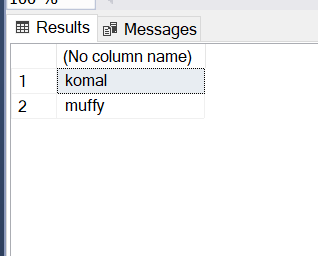 100 %
Results Messages
(No column name)
1 komal
2 muffy